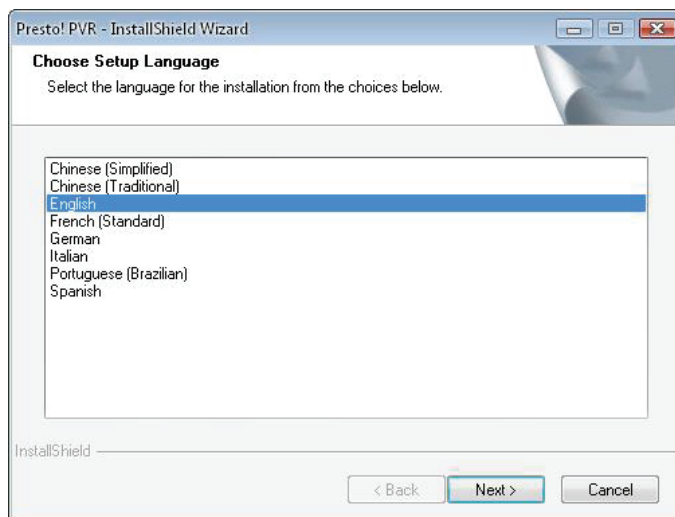 Presto! PVR - InstallShield Wizard
Choose Setup Language
Select the language for the installation from the choices below.
Chinese (Simplified)
Chinese (Traditional)
English
French (Standard)
German
Italian
Portuguese (Brazilian)
Spanish
InstallShield
< Back Next > Cancel